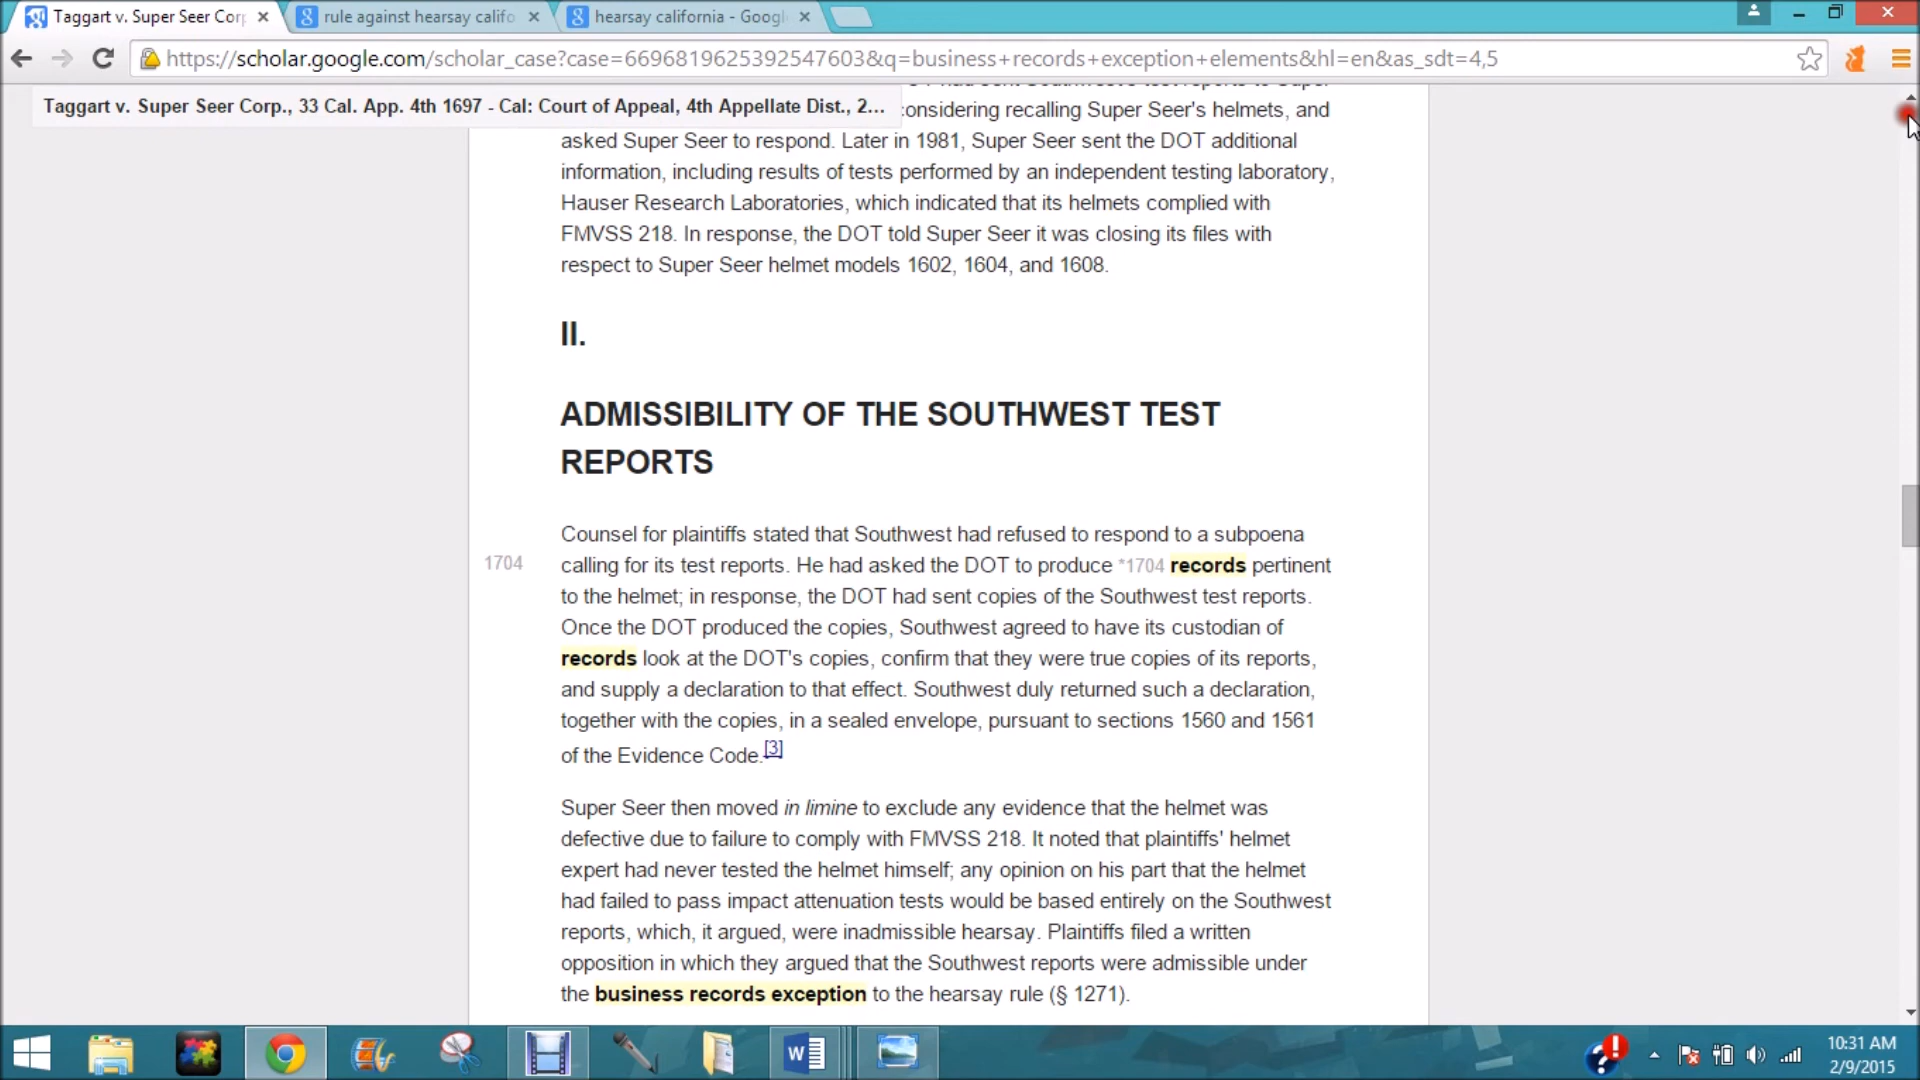 Taggart v. Super Seer Corp
rule against hearsay califo
hearsay california - Googl
https://scholar.google.com/scholar_case?case=6696819625392547603&q=business+records+exception+elements&hl=en&as_sdt=4,5
Taggart v. Super Seer Corp., 33 Cal. App. 4th 1697 - Cal: Court of Appeal, 4th Appellate Dist., 2...
considering recalling Super Seer's helmets, and
asked Super Seer to respond. Later in 1981, Super Seer sent the DOT additional
information, including results of tests performed by an independent testing laboratory,
Hauser Research Laboratories, which indicated that its helmets complied with
FMVSS 218. In response, the DOT told Super Seer it was closing its files with
respect to Super Seer helmet models 1602, 1604, and 1608.
II.
ADMISSIBILITY OF THE SOUTHWEST TEST
REPORTS
Counsel for plaintiffs stated that Southwest had refused to respond to a subpoena
1704 calling for its test reports. He had asked the DOT to produce *1704 records pertinent
to the helmet; in response, the DOT had sent copies of the Southwest test reports.
Once the DOT produced the copies, Southwest agreed to have its custodian of
records look at the DOT's copies, confirm that they were true copies of its reports,
and supply a declaration to that effect. Southwest duly returned such a declaration,
together with the copies, in a sealed envelope, pursuant to sections 1560 and 1561
of the Evidence Code.[3]
Super Seer then moved in limine to exclude any evidence that the helmet was
defective due to failure to comply with FMVSS 218. It noted that plaintiffs' helmet
expert had never tested the helmet himself; any opinion on his part that the helmet
had failed to pass impact attenuation tests would be based entirely on the Southwest
reports, which, it argued, were inadmissible hearsay. Plaintiffs filed a written
opposition in which they argued that the Southwest reports were admissible under
the business records exception to the hearsay rule (§ 1271).
10:31 AM
2/9/2015